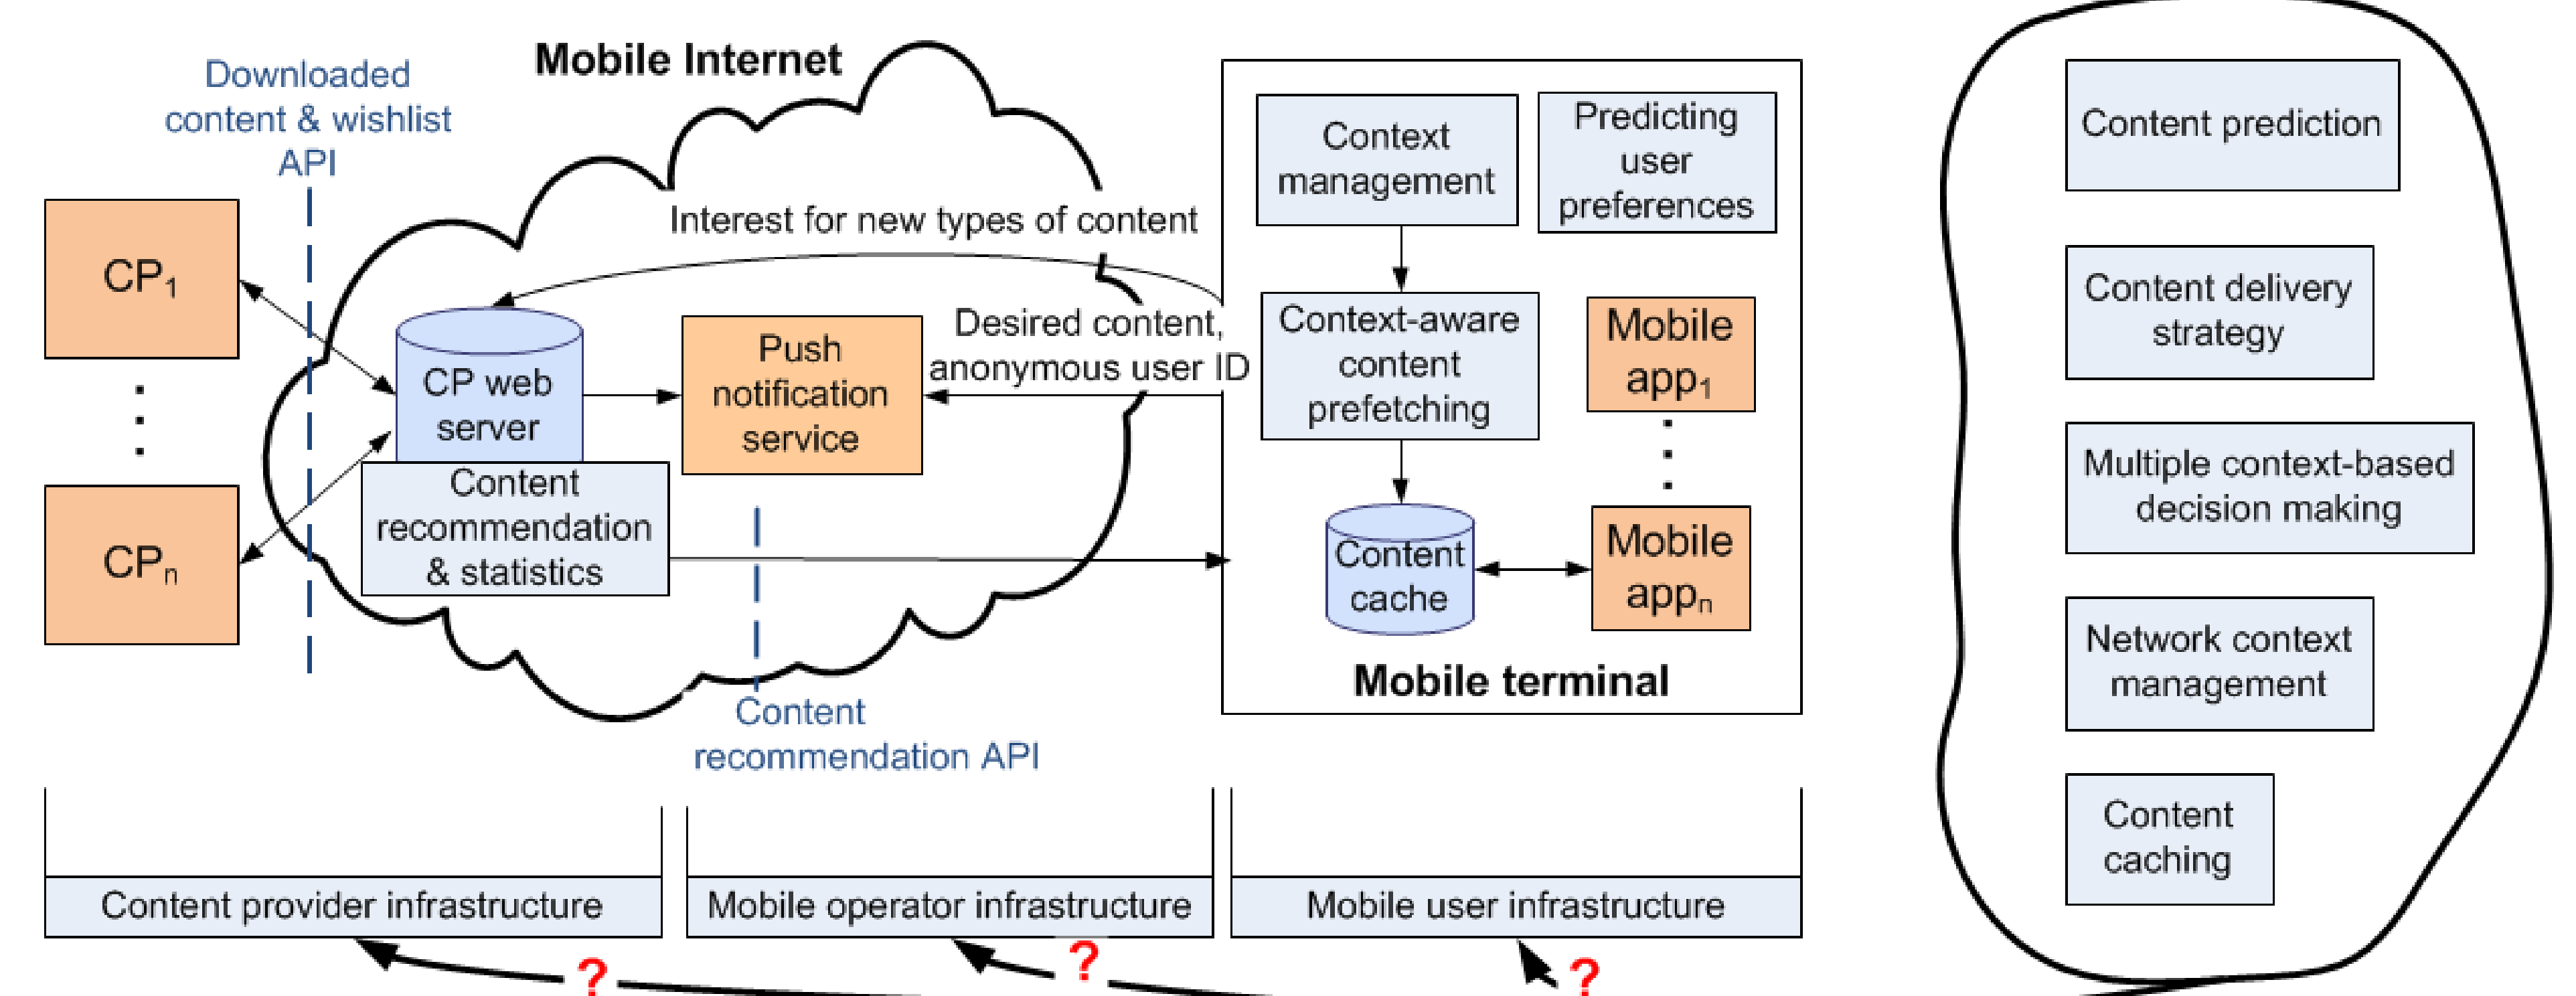 Mobile Internet
Downloaded
content & wishlist
API
CP1
CPn
Interest for new types of content
CP web
server
Push
notification
service
Desired content,
anonymous user ID
Content
recommendation
& statistics
Content
recommendation API
Context
management
Predicting
user
preferences
Context-aware
content
prefetching
Mobile
app1
Content
cache
Mobile
appn
Mobile terminal
Content provider infrastructure
Mobile operator infrastructure
Mobile user infrastructure
?
?
?
Content prediction
Content delivery
strategy
Multiple context-based
decision making
Network context
management
Content
caching